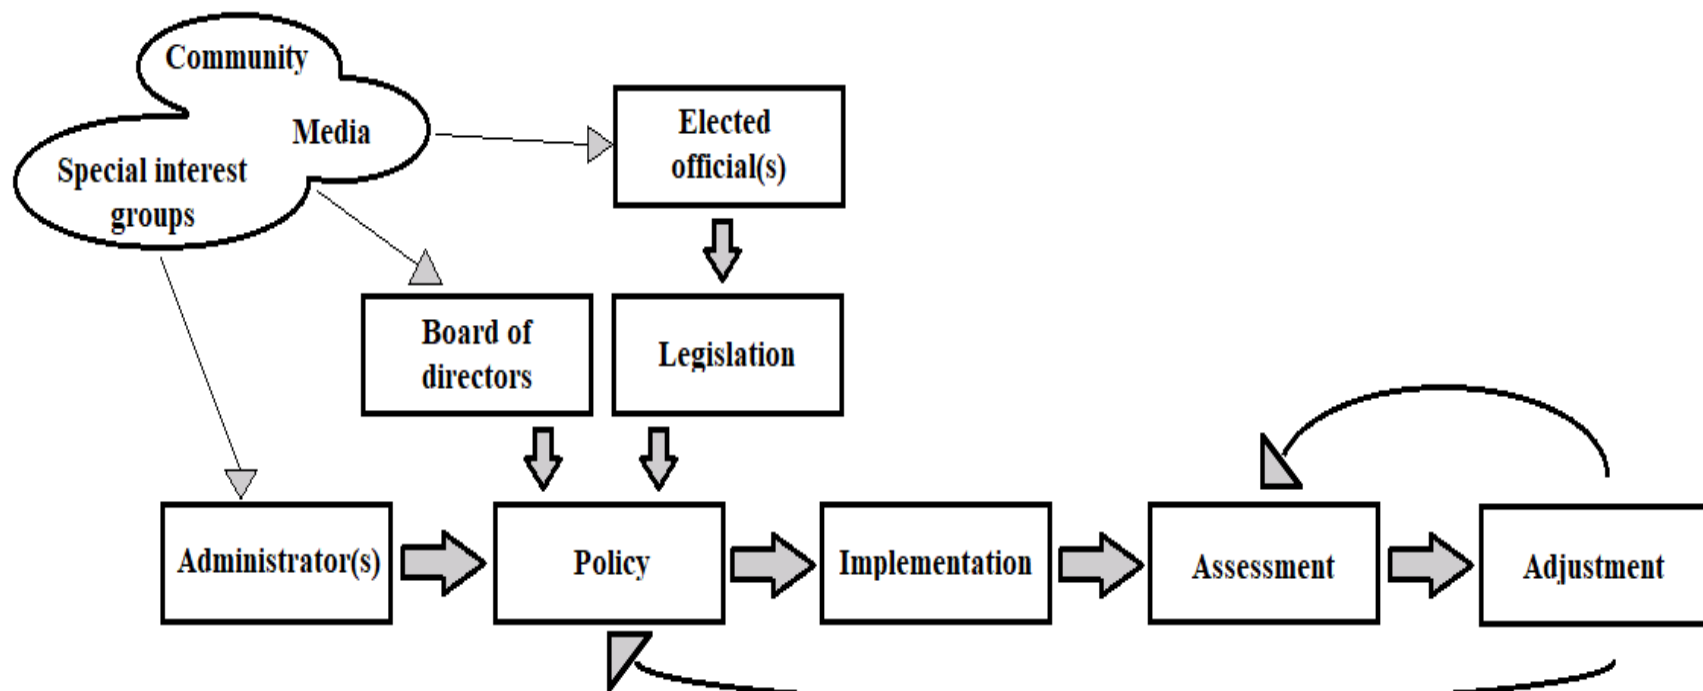 Community
Media
Special interest
groups
Elected
official(s)
Board of
directors
Legislation
Administrator(s)
Policy
Implementation
Assessment
Adjustment